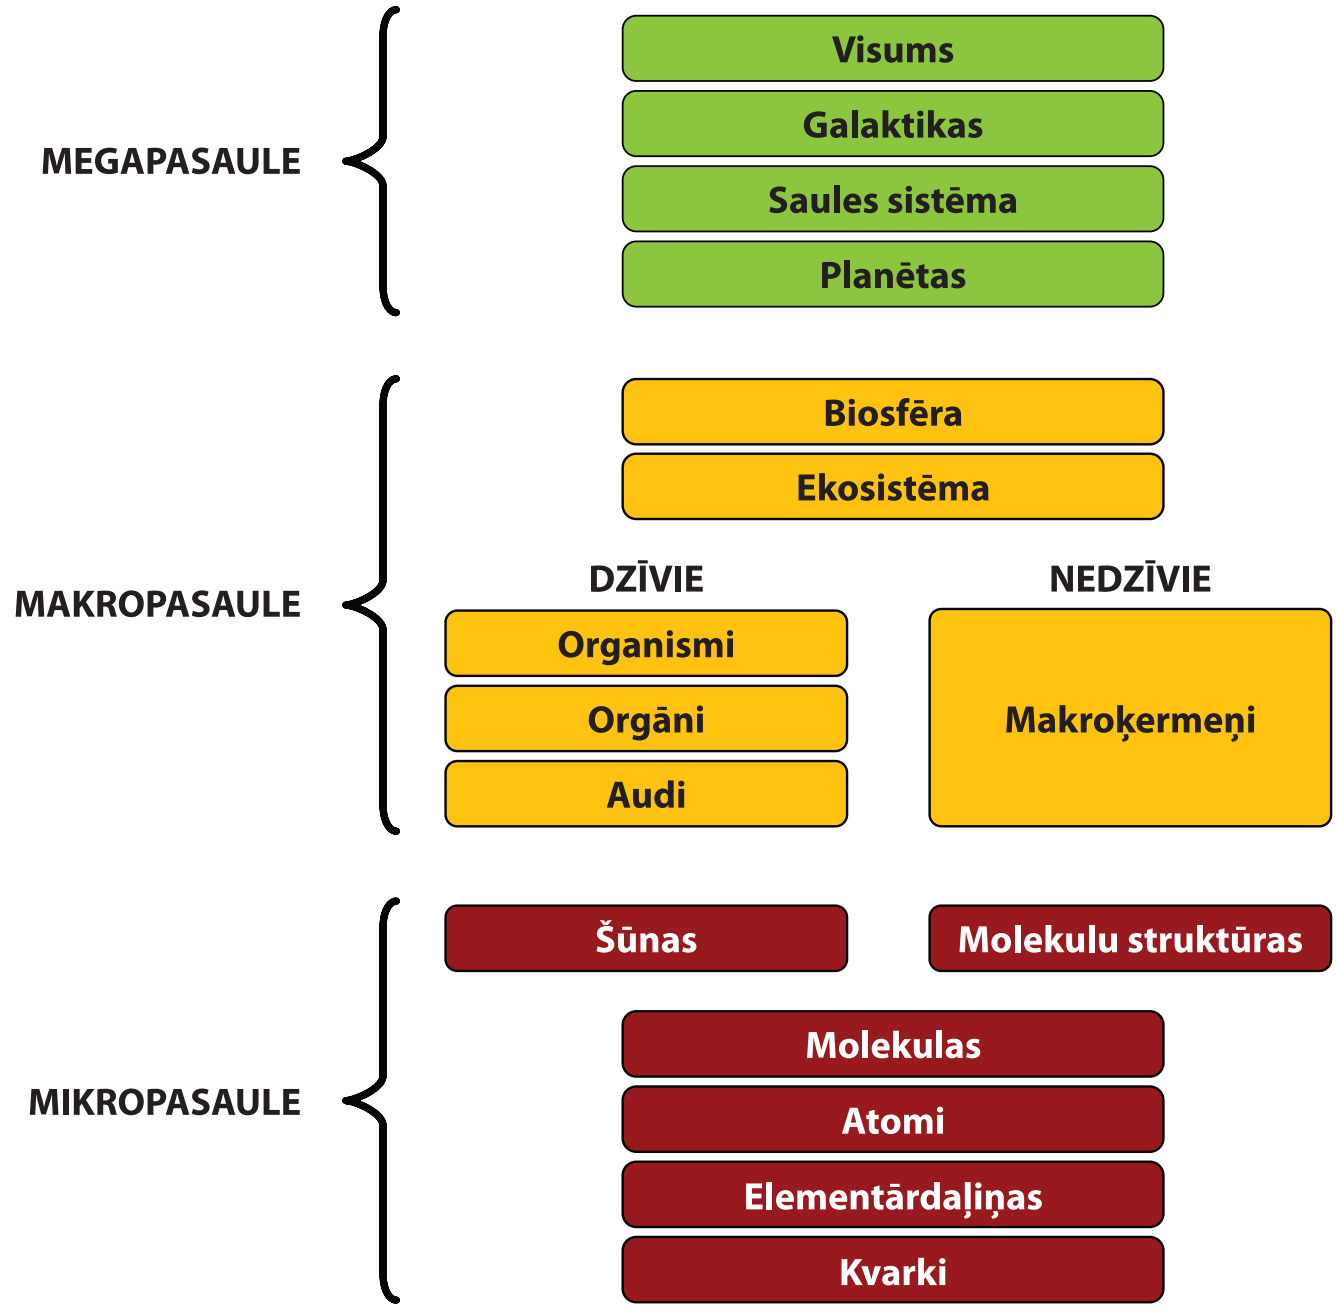 MEGAPASAULE
Visums
Galaktikas
Saules sistēma
Planētas
MAKROPASAULE
Biosfēra
Ekosistēma
DZĪVIE
Organismi
Orgāni
Audi
NEDZĪVIE
Makroķermeņi
MIKROPASAULE
Šūnas
Molekulu struktūras
Molekulas
Atomi
Elementārdaļiņas
Kvarki